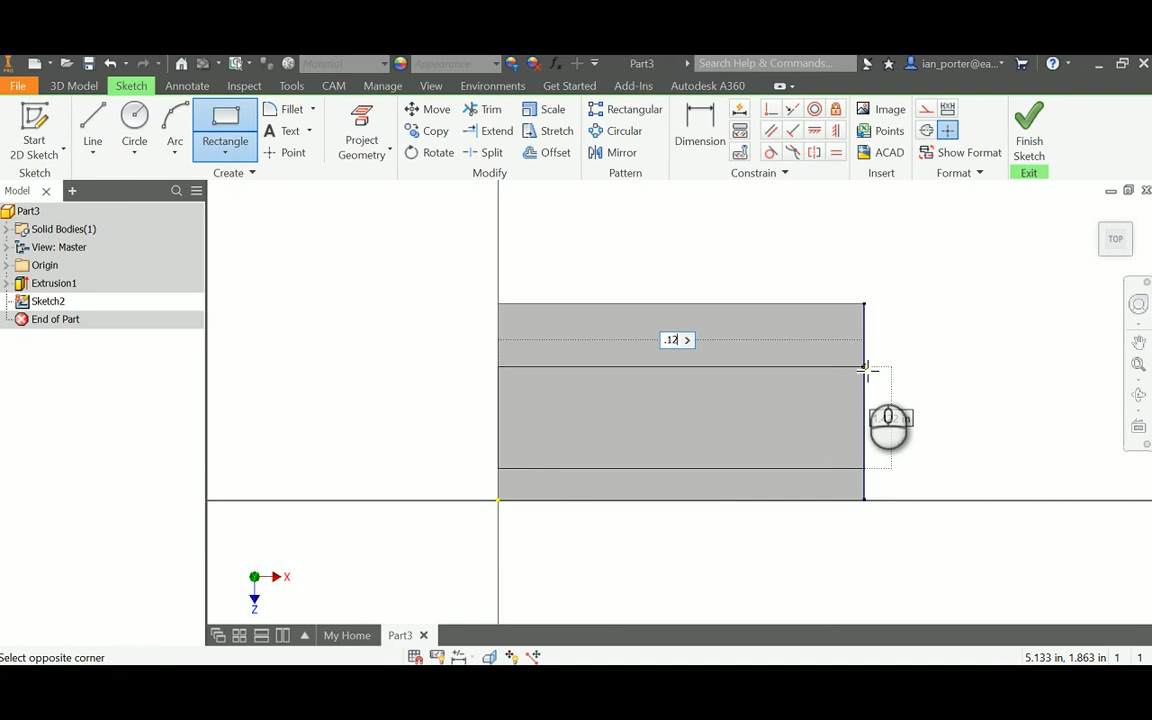 PRO Material Appearance fx Part3 Search Help & Commands... ian_porter@ea...
File 3D Model Sketch Annotate Inspect Tools Manage View Environments Get Started CAM Add-Ins Autodesk A360
Start
2D Sketch
Line Circle Arc Rectangle
Fillet
Text
Point
Project
Geometry
Move Trim Scale
Copy Extend Stretch
Rotate Split Offset
Rectangular
Circular
Mirror
Dimension
Image
Points
ACAD
Show Format
Finish
Sketch
Sketch Create Modify Pattern Constrain Insert Format Exit
Model
Part3
Solid Bodies(1)
View: Master
Origin
Extrusion1
Sketch2
End of Part
TOP
.12
X
Z
My Home Part3
Select opposite corner 5.133 in, 1.863 in 1 1